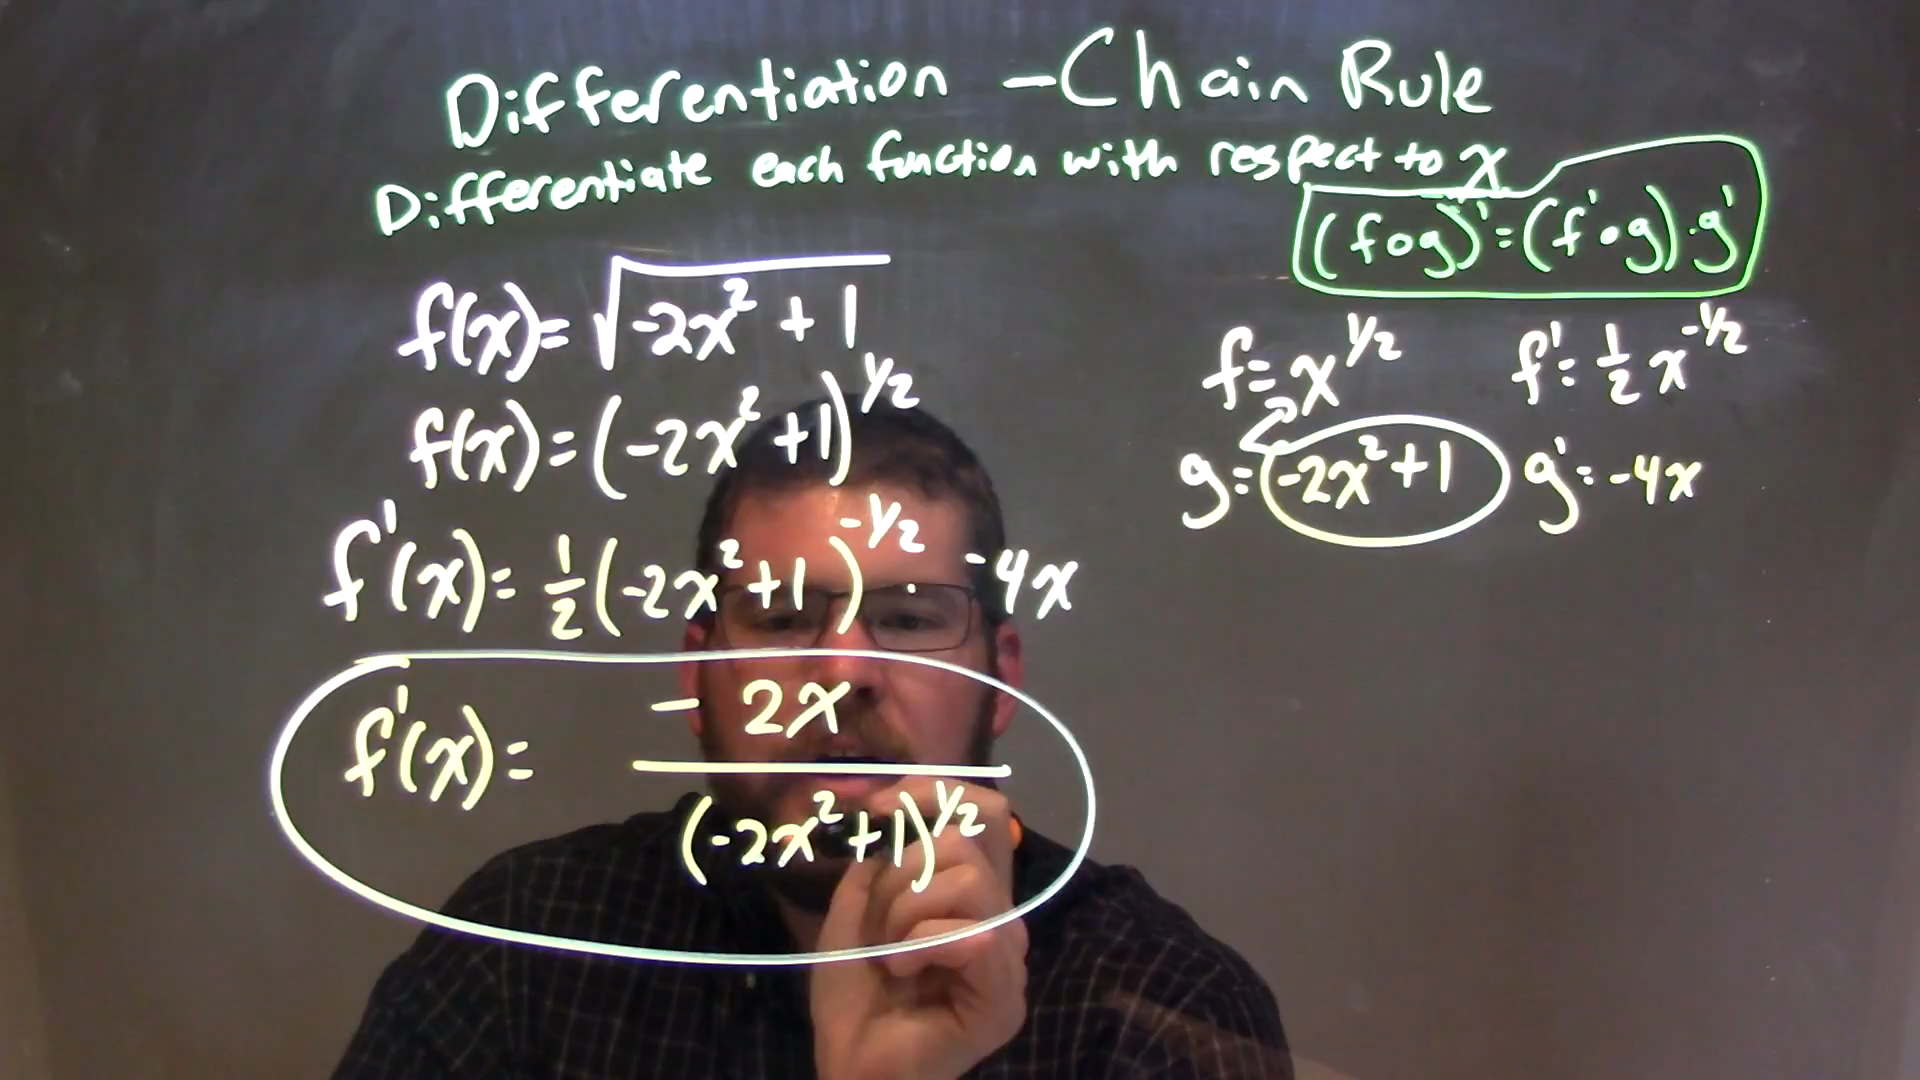 Differentiation - Chain Rule
Differentiate each function with respect to x
(f∘g)' = (f'∘g)·g'
f(x) = √(-2x² + 1)
f(x) = (-2x² + 1)^1/2
f'(x) = 1/2(-2x² + 1)^-1/2 · -4x
f'(x) = -2x / (-2x² + 1)^1/2
f = x^1/2 f' = 1/2 x^-1/2
g = -2x² + 1 g' = -4x